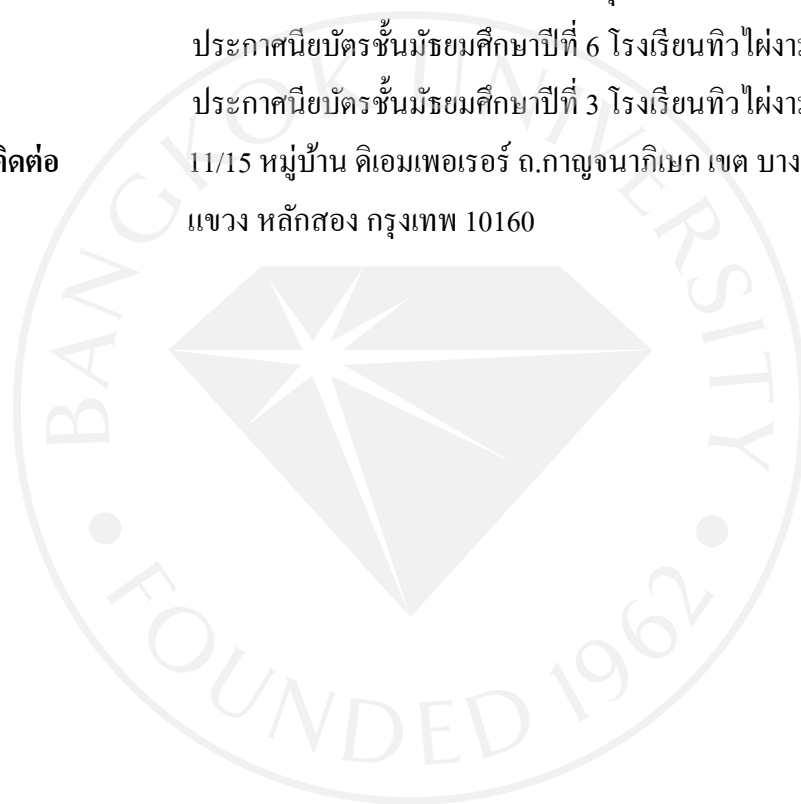 ประกาศนียบัตรชั้นมัธยมศึกษาปีที่ 6 โรงเรียนทิวไผ่งาม
ประกาศนียบัตรชั้นมัธยมศึกษาปีที่ 3 โรงเรียนทิวไผ่งาม
ติดต่อ 11/15 หมู่บ้าน ดิเอมเพอเรอร์ ถ.กาญจนาภิเษก เขต บาง
แขวง หลักสอง กรุงเทพ 10160
BANGKOK UNIVERSITY
FOUNDED 1962